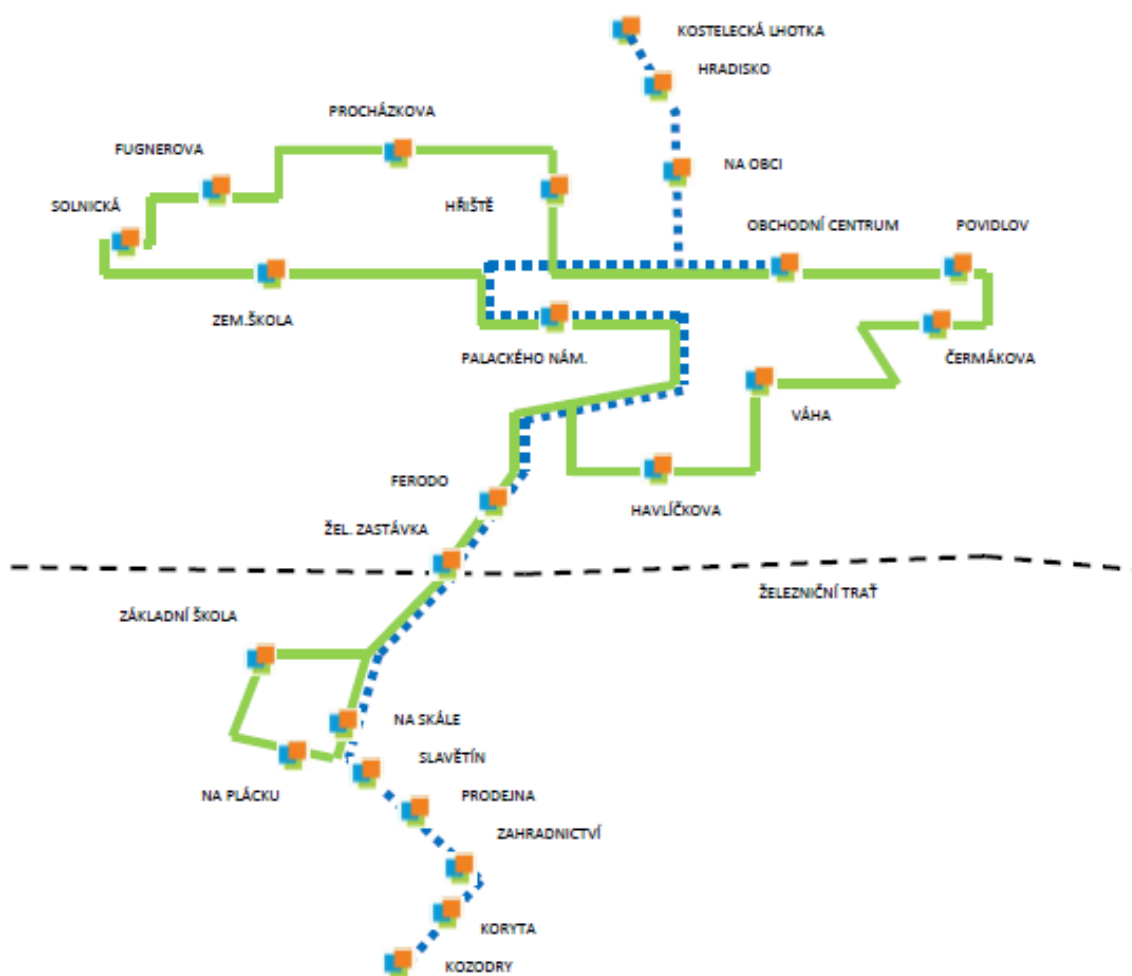 KOSTELECKÁ LHOTKA
HRADISKO
PROCHÁZKOVA
FUGNEROVA
NA OBCI
SOLNICKÁ
HŘIŠTĚ
OBCHODNÍ CENTRUM
POVIDLOV
ZEM.ŠKOLA
PALACKÉHO NÁM.
ČERMÁKOVA
VÁHA
FERODO
HAVLÍČKOVA
ŽEL. ZASTÁVKA
ŽELEZNIČNÍ TRAŤ
ZÁKLADNÍ ŠKOLA
NA SKÁLE
SLAVĚTÍN
NA PLÁCKU
PRODEJNA
ZAHRADNICTVÍ
KORYTA
KOZODRY